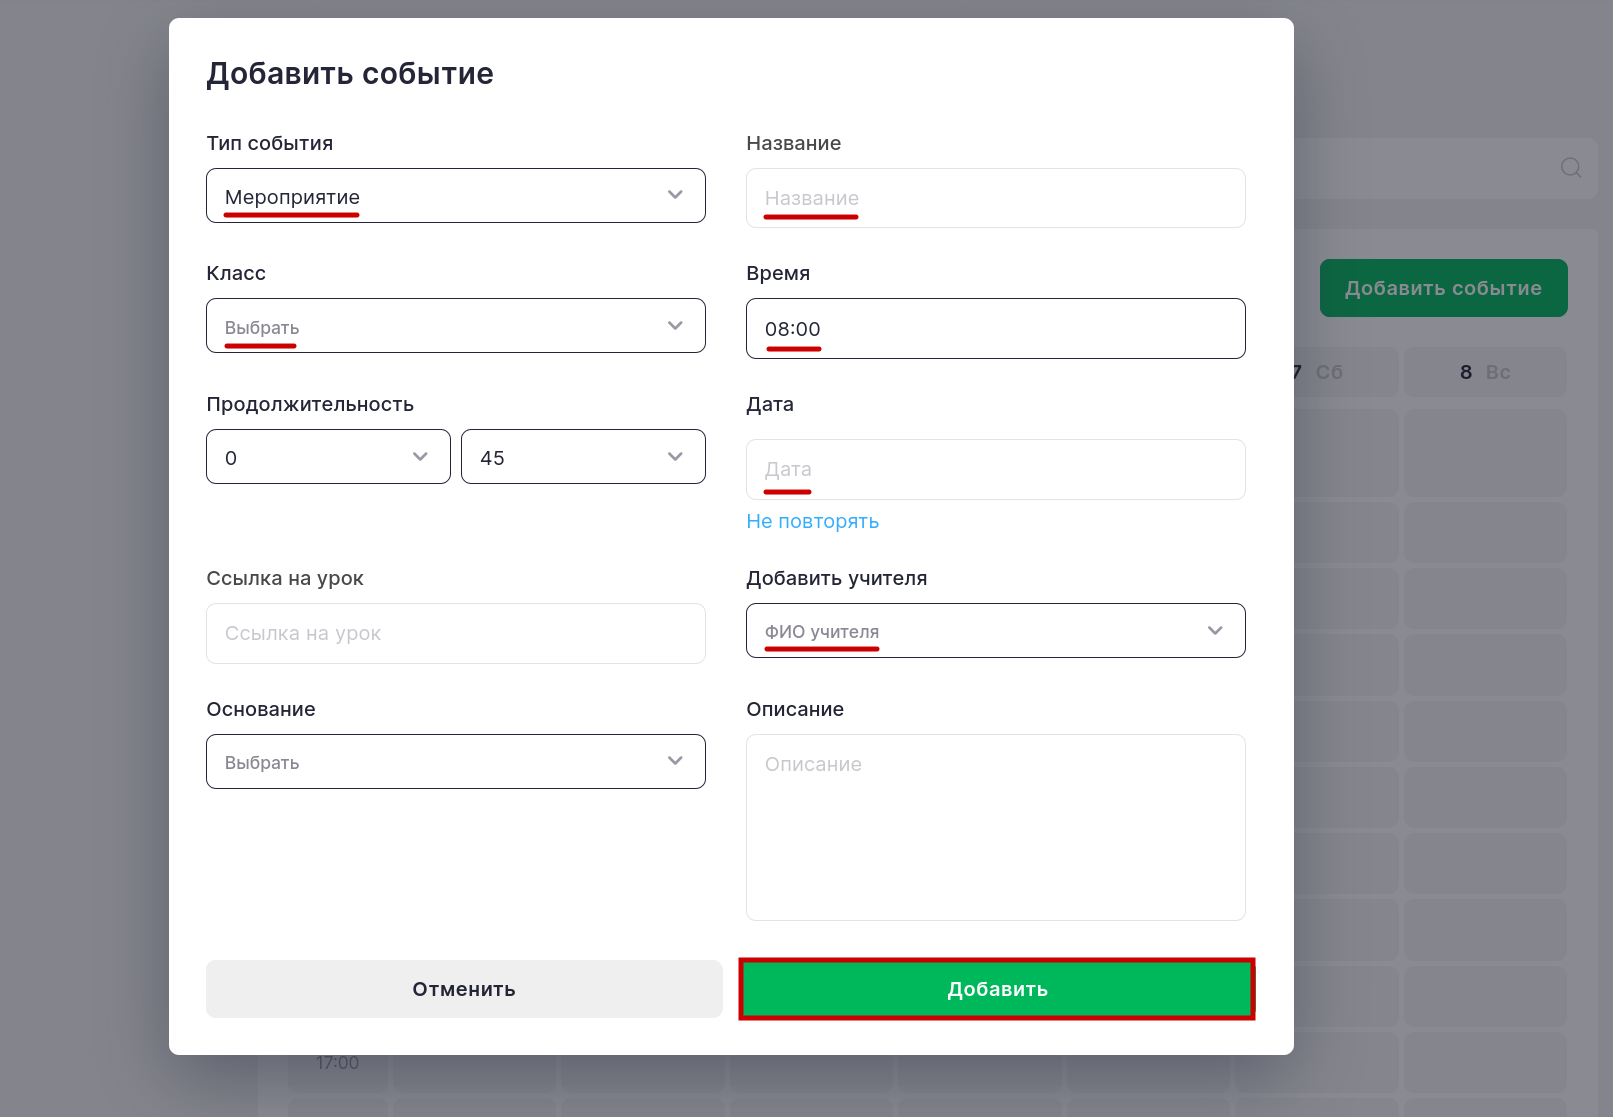 Добавить событие
Тип события
Название
Мероприятие
Название
Класс
Время
Выбрать
08:00
Продолжительность
Дата
0
45
Дата
Не повторять
Ссылка на урок
Добавить учителя
Ссылка на урок
ФИО учителя
Основание
Описание
Выбрать
Описание
Отменить
Добавить
Добавить событие
7 Сб
8 Вс
17:00